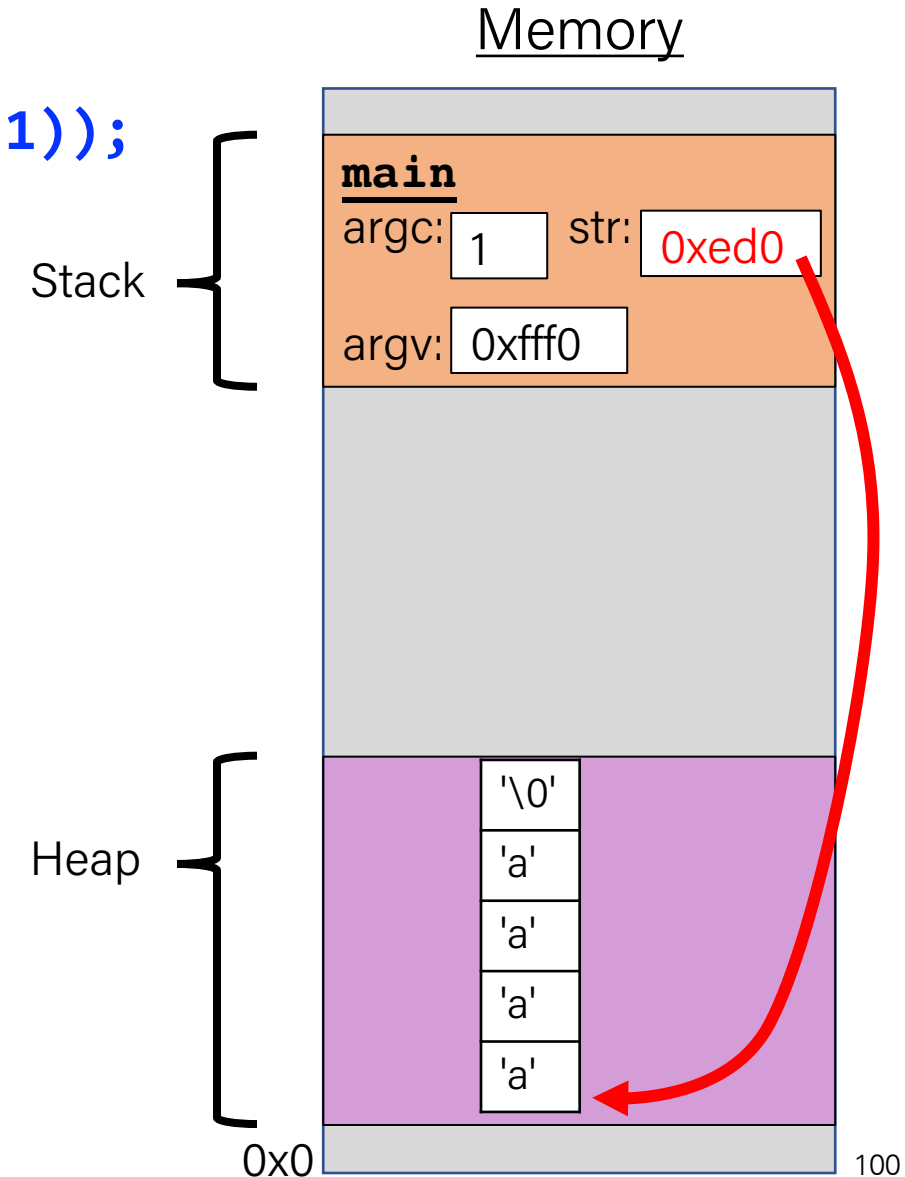 Memory
1));
main
argc: 1 str: 0xed0
Stack
argv: 0xfff0
'\0'
Heap
'a'
'a'
'a'
'a'
0x0
100